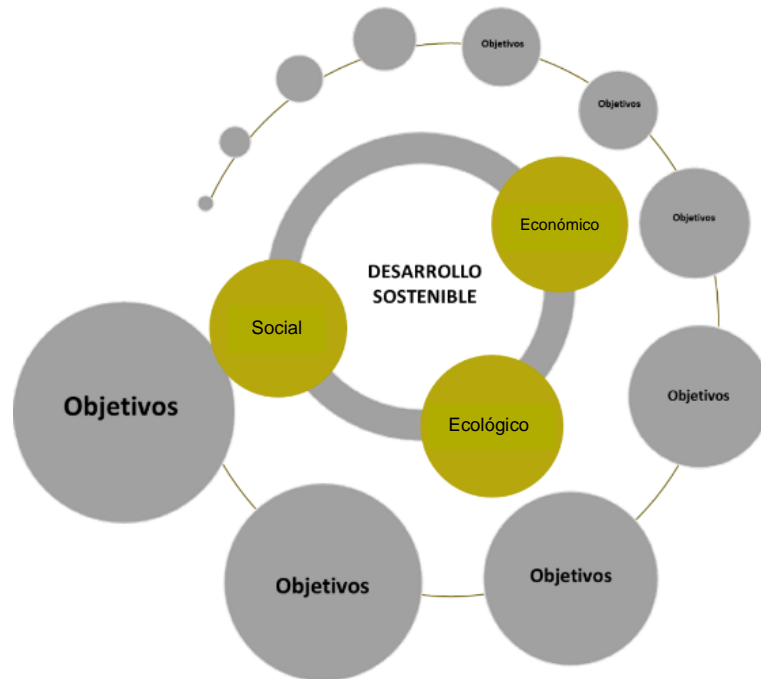 Objetivos
Objetivos
Objetivos
Económico
DESARROLLO
SOSTENIBLE
Social
Ecológico
Objetivos
Objetivos
Objetivos
Objetivos